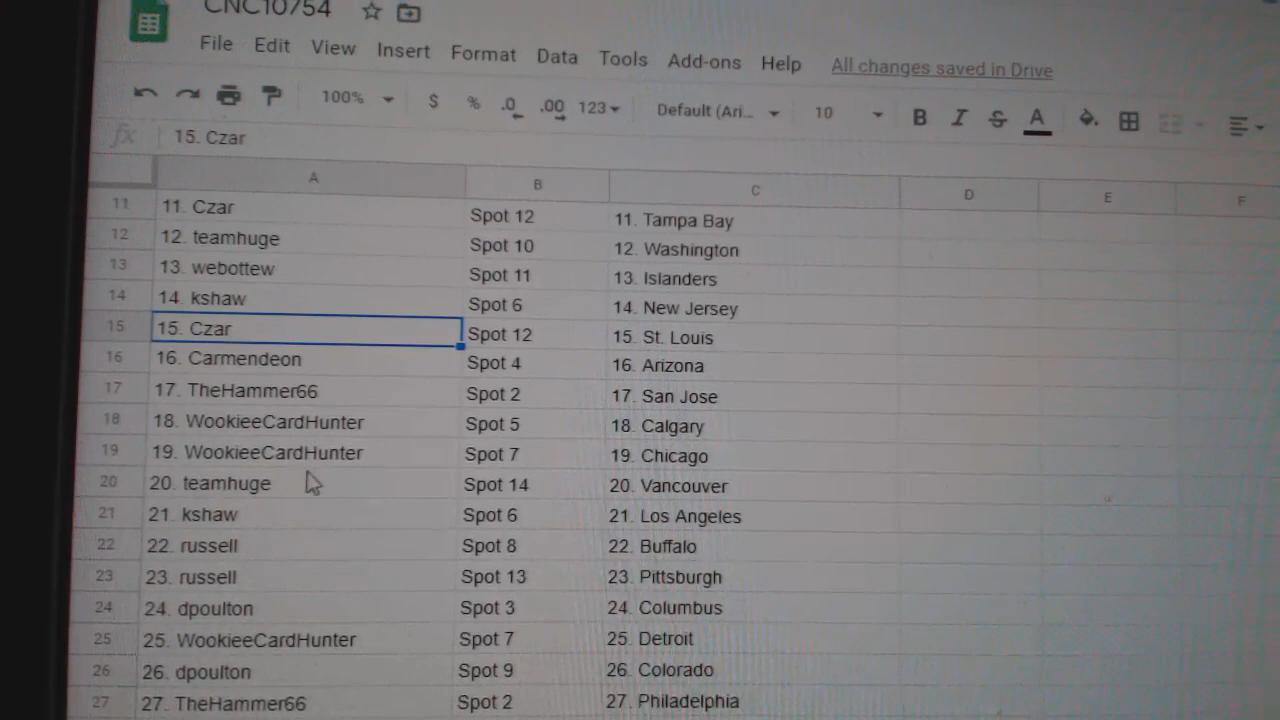 CNC10754
File Edit View Insert Format Data Tools Add-ons Help All changes saved in Drive
100% $ % .0 .00 123 Default (Ari... 10 B I S A
fx 15. Czar
A B C D E F
11 11. Czar Spot 12 11. Tampa Bay
12 12. teamhuge Spot 10 12. Washington
13 13. webottew Spot 11 13. Islanders
14 14. kshaw Spot 6 14. New Jersey
15 15. Czar Spot 12 15. St. Louis
16 16. Carmendeon Spot 4 16. Arizona
17 17. TheHammer66 Spot 2 17. San Jose
18 18. WookieeCardHunter Spot 5 18. Calgary
19 19. WookieeCardHunter Spot 7 19. Chicago
20 20. teamhuge Spot 14 20. Vancouver
21 21. kshaw Spot 6 21. Los Angeles
22 22. russell Spot 8 22. Buffalo
23 23. russell Spot 13 23. Pittsburgh
24 24. dpoulton Spot 3 24. Columbus
25 25. WookieeCardHunter Spot 7 25. Detroit
26 26. dpoulton Spot 9 26. Colorado
27 27. TheHammer66 Spot 2 27. Philadelphia